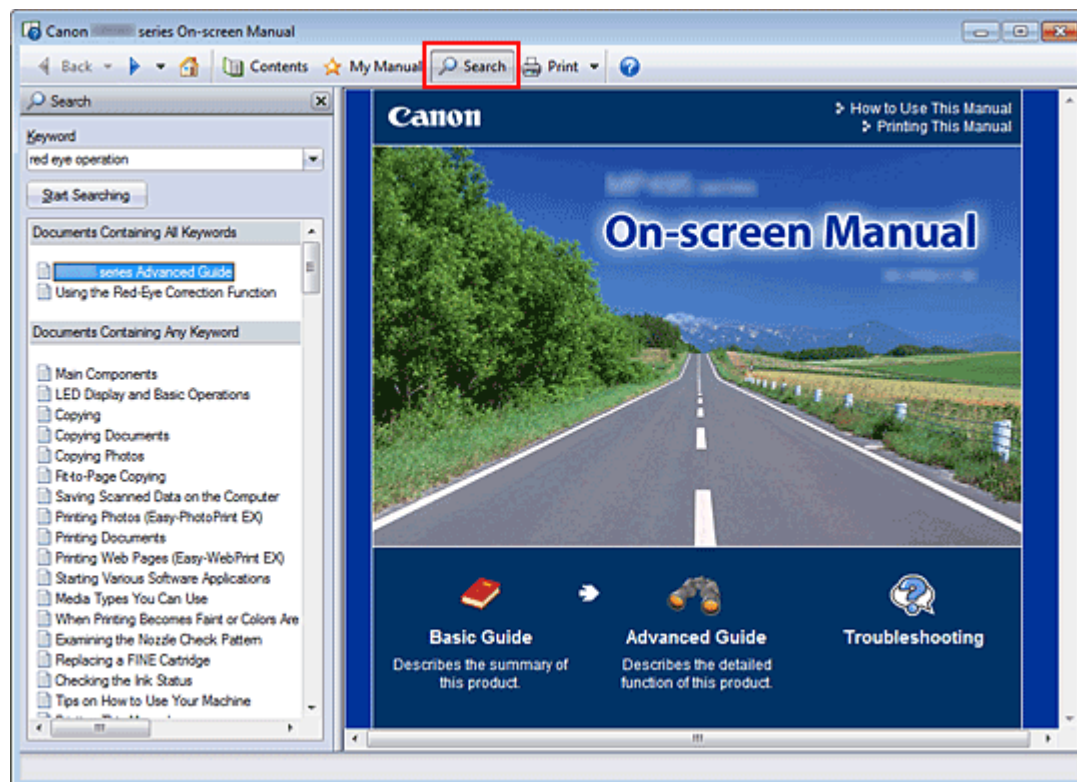 Canon series On-screen Manual
Back Contents My Manual Search Print
Search
Keyword
red eye operation
Start Searching
Documents Containing All Keywords
series Advanced Guide
Using the Red-Eye Correction Function
Documents Containing Any Keyword
Main Components
LED Display and Basic Operations
Copying
Copying Documents
Copying Photos
Fit-to-Page Copying
Saving Scanned Data on the Computer
Printing Photos (Easy-PhotoPrint EX)
Printing Documents
Printing Web Pages (Easy-WebPrint EX)
Starting Various Software Applications
Media Types You Can Use
When Printing Becomes Faint or Colors Are
Examining the Nozzle Check Pattern
Replacing a FINE Cartridge
Checking the Ink Status
Tips on How to Use Your Machine
Canon
How to Use This Manual
Printing This Manual
series
On-screen Manual
Basic Guide
Describes the summary of
this product.
Advanced Guide
Describes the detailed
function of this product.
Troubleshooting